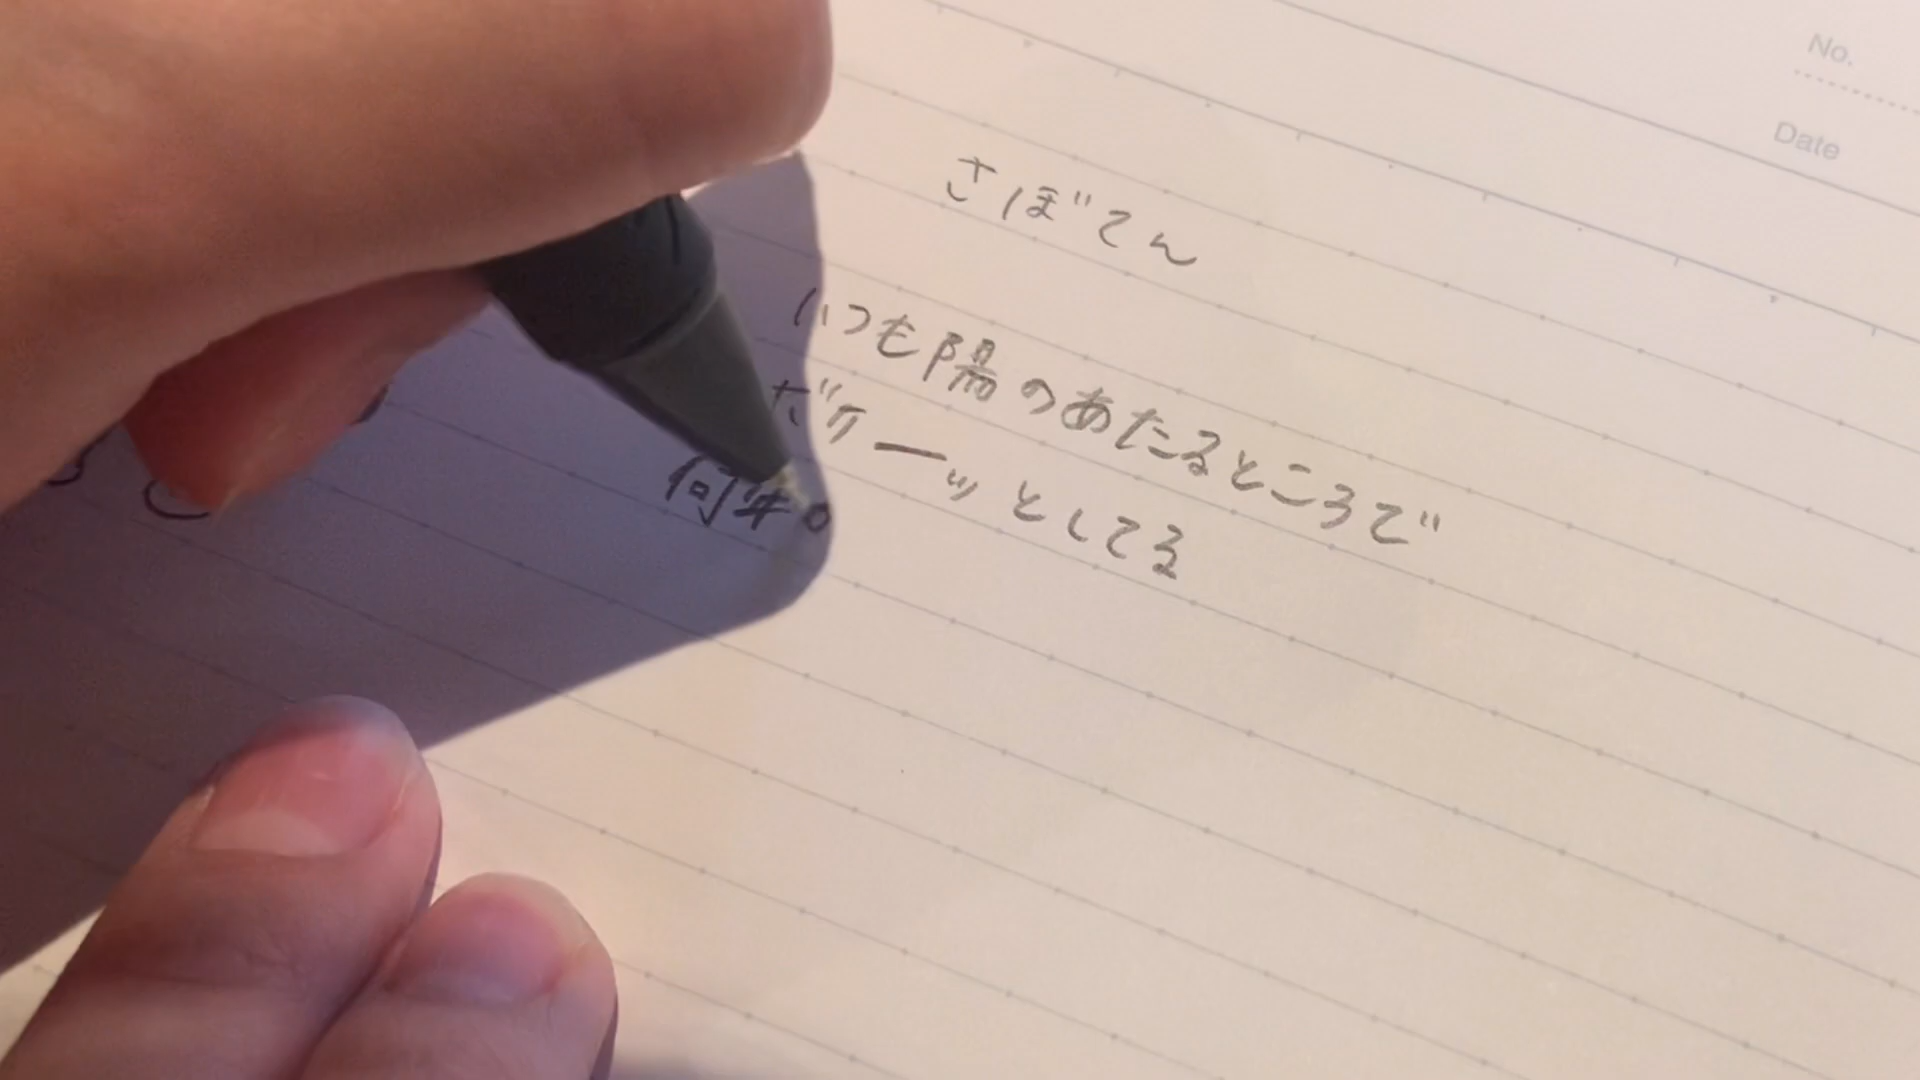 No.
Date
さぼてん
いつも陽のあたるところで
ボケーッとしてる
何年